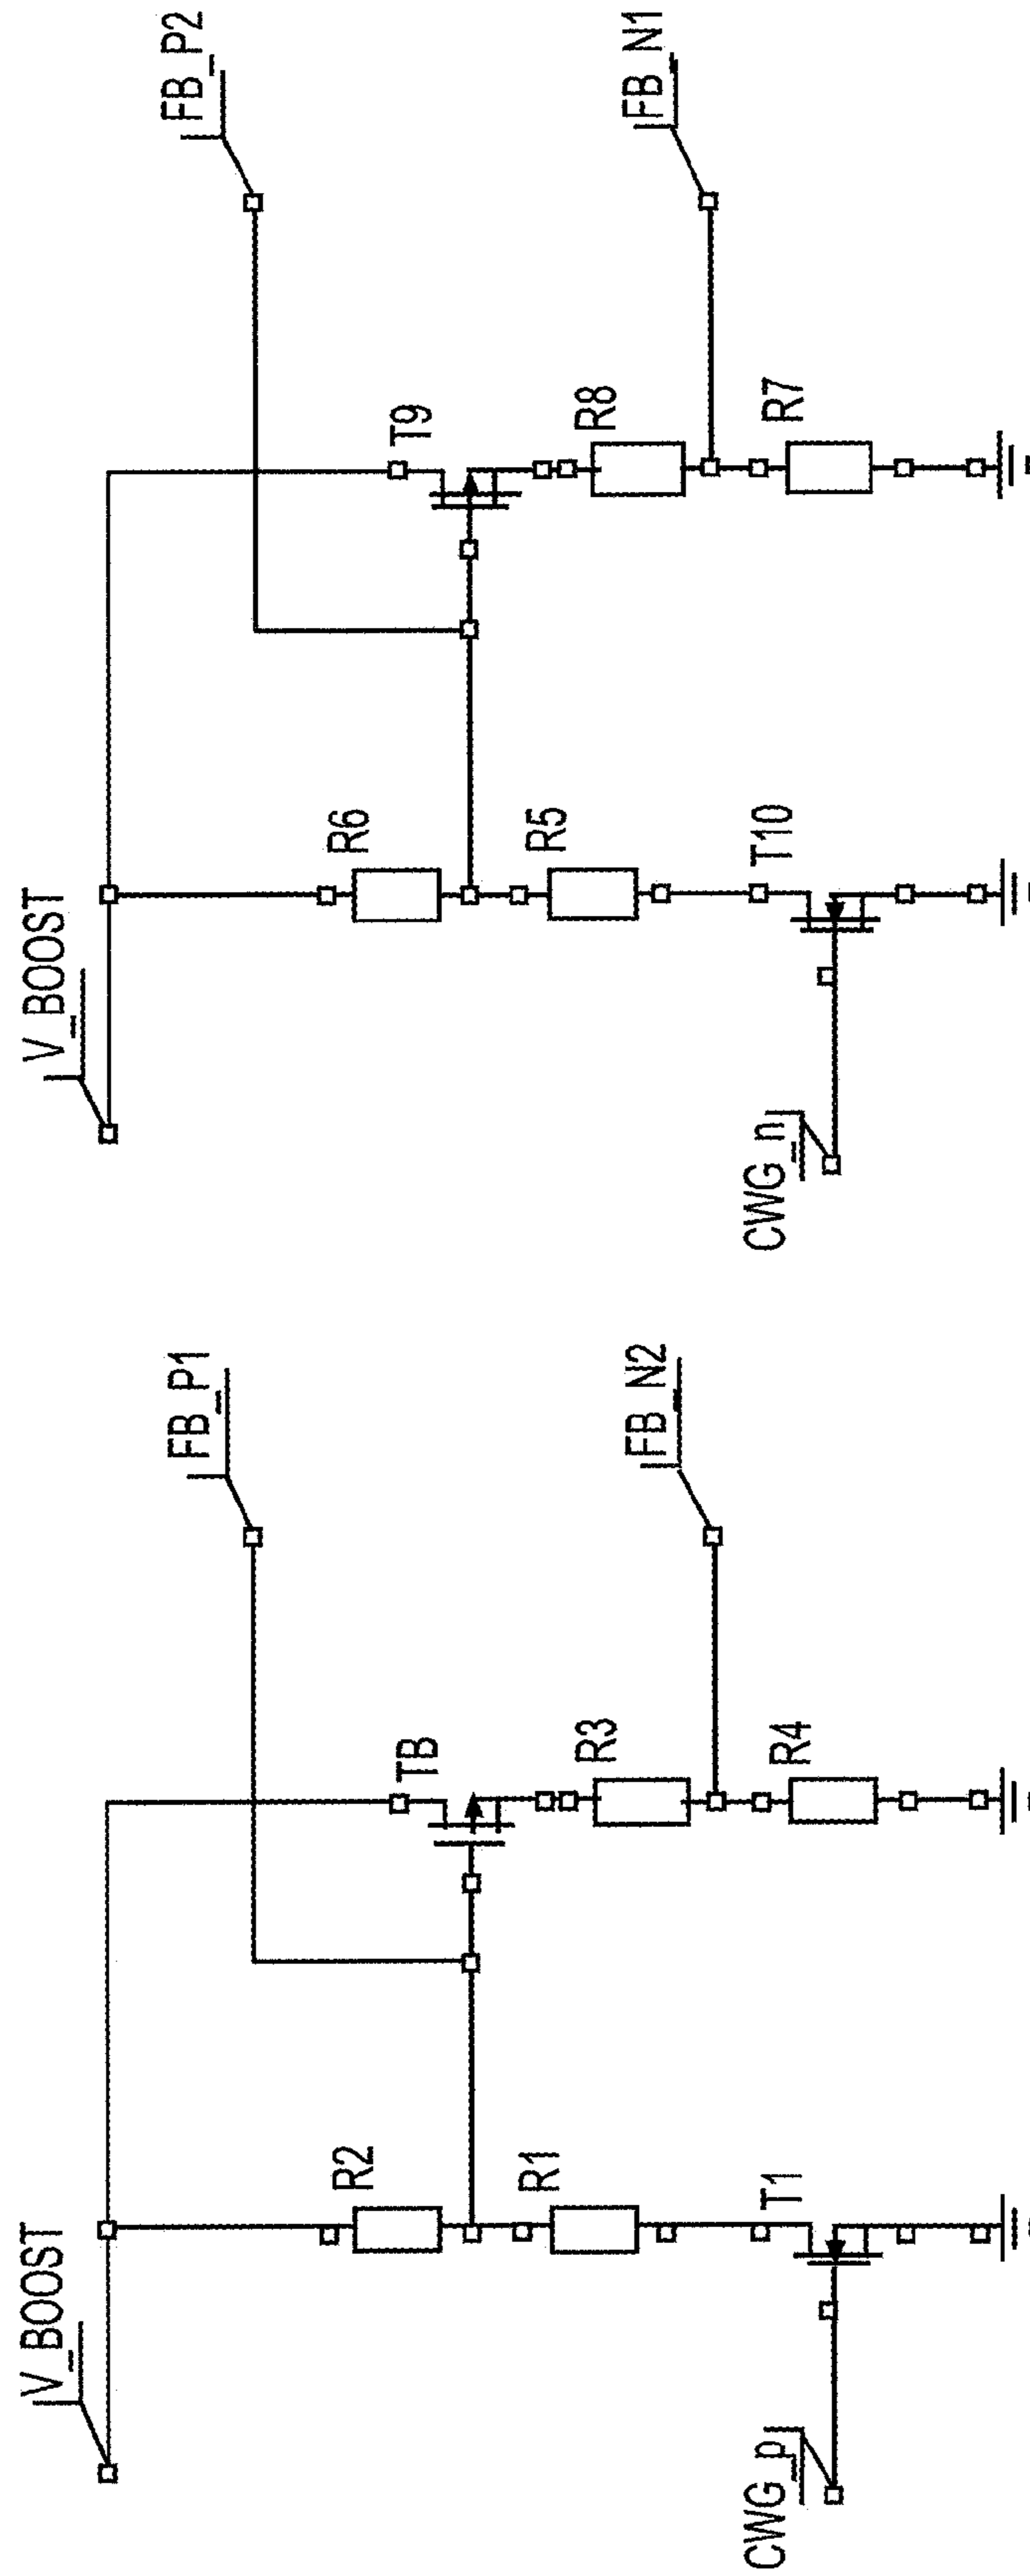 V_BOOST
FB_P1
R2
TB
R1
R3
FB_N2
T1
R4
CWG_p
V_BOOST
FB_P2
R6
T9
R5
R8
FB_N1
T10
R7
CWG_n